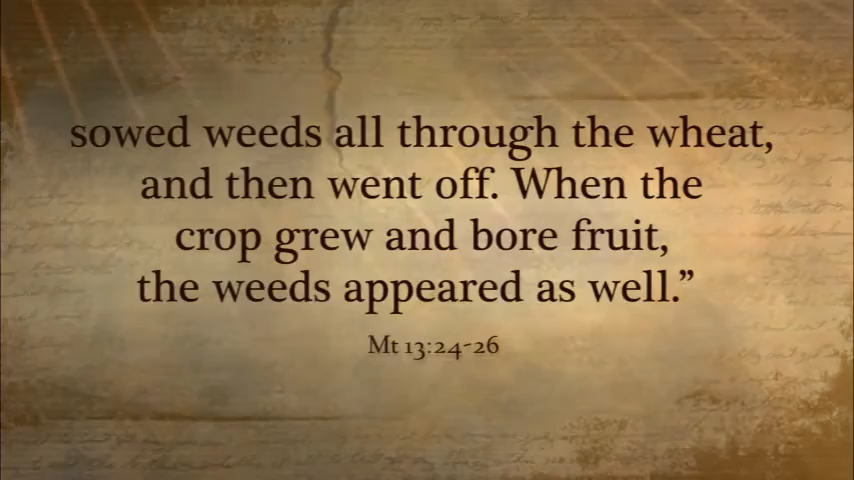 sowed weeds all through the wheat,
and then went off. When the
crop grew and bore fruit,
the weeds appeared as well.”
Mt 13:24-26